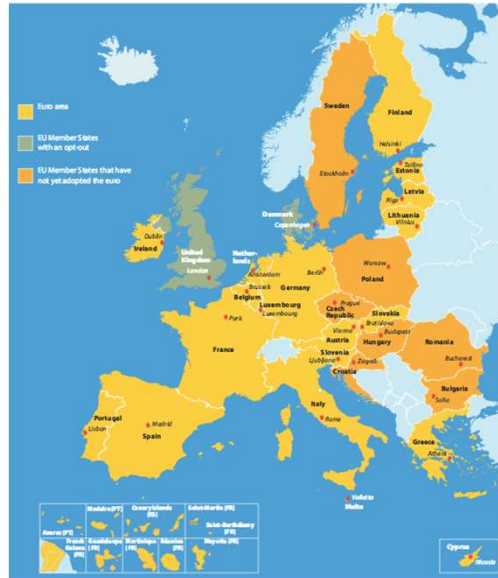 Euro area
EU Member States
with an opt-out
EU Member States that have
not yet adopted the euro
Sweden
Finland
Helsinki
Stockholm
Tallinn
Estonia
Latvia
Riga
Lithuania
Vilnius
Denmark
Copenhagen
Dublin
Ireland
United
Kingdom
London
Nether-
lands
Amsterdam
Berlin
Warsaw
Poland
Brussels
Belgium
Germany
Luxembourg
Luxembourg
Prague
Czech
Republic
Slovakia
Paris
Vienna
Bratislava
Budapest
Austria
Hungary
Romania
France
Slovenia
Ljubljana
Zagreb
Croatia
Bucharest
Bulgaria
Sofia
Italy
Rome
Portugal
Lisbon
Madrid
Spain
Greece
Athens
Valletta
Malta
Madeira (PT)
Canary Islands
(ES)
Saint-Martin (FR)
Azores (PT)
Saint-Barthélemy
(FR)
French
Guiana
(FR)
Guadeloupe
(FR)
Martinique
(FR)
Réunion
(FR)
Mayotte (FR)
Cyprus
Nicosia